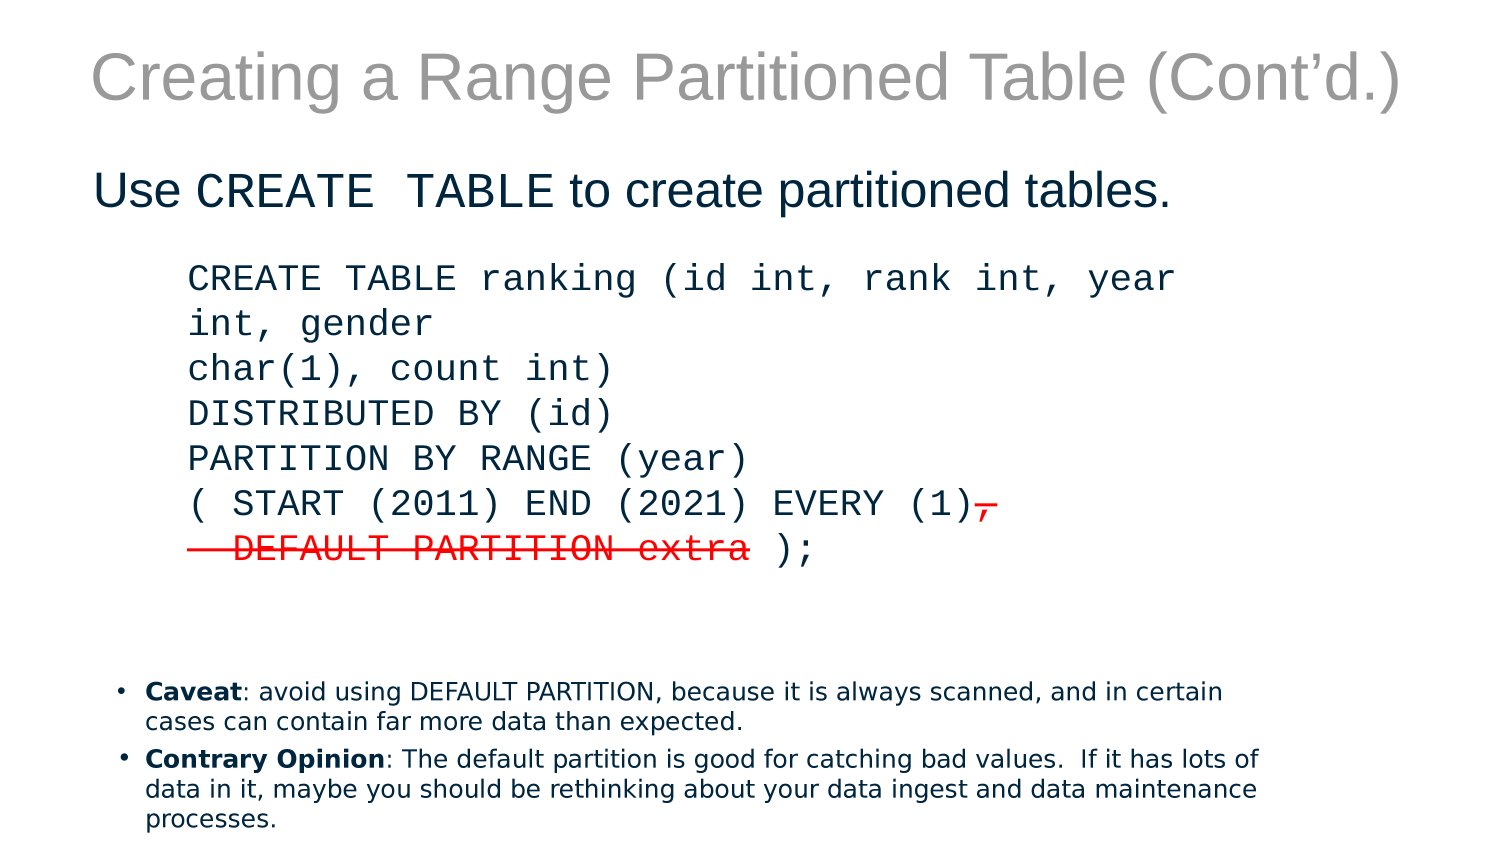 Creating a Range Partitioned Table (Cont’d.)
Use CREATE TABLE to create partitioned tables.
CREATE TABLE ranking (id int, rank int, year
int, gender
char(1), count int)
DISTRIBUTED BY (id)
PARTITION BY RANGE (year)
( START (2011) END (2021) EVERY (1),
DEFAULT PARTITION extra );
• Caveat: avoid using DEFAULT PARTITION, because it is always scanned, and in certain
cases can contain far more data than expected.
• Contrary Opinion: The default partition is good for catching bad values.  If it has lots of
data in it, maybe you should be rethinking about your data ingest and data maintenance
processes.